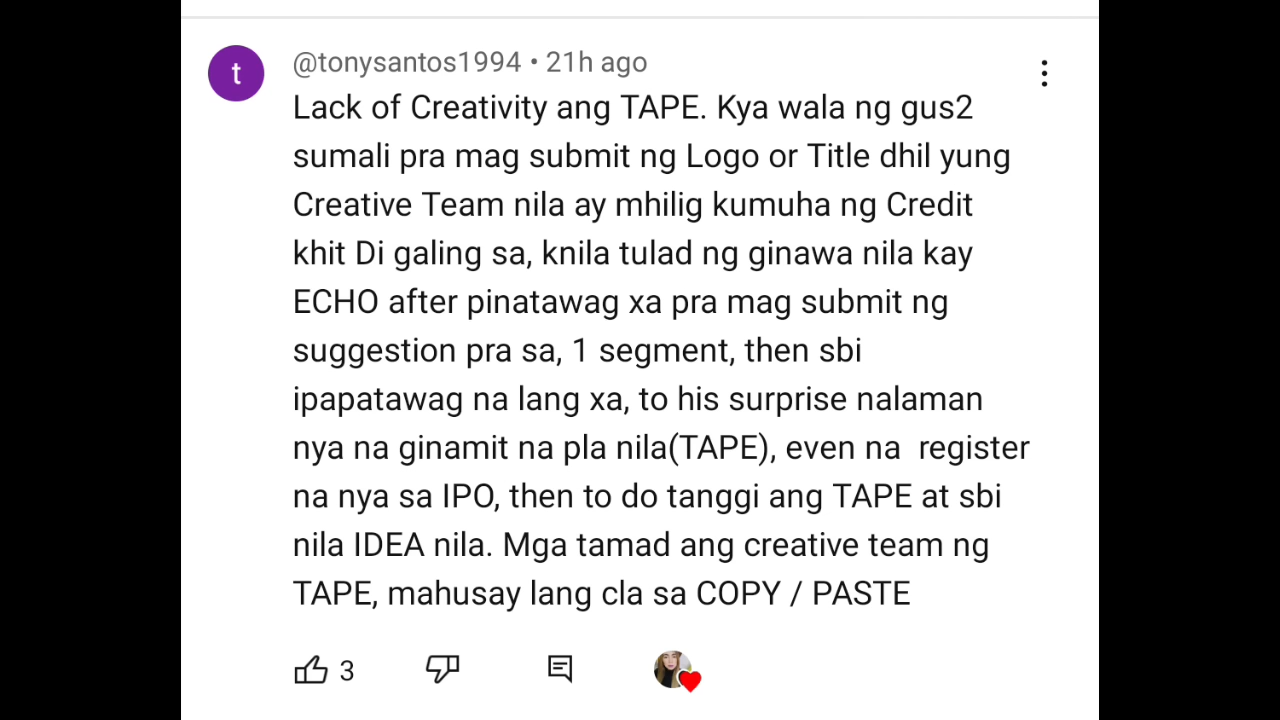 t
@tonysantos1994 • 21h ago
Lack of Creativity ang TAPE. Kya wala ng gus2
sumali pra mag submit ng Logo or Title dhil yung
Creative Team nila ay mhilig kumuha ng Credit
khit Di galing sa, knila tulad ng ginawa nila kay
ECHO after pinatawag xa pra mag submit ng
suggestion pra sa, 1 segment, then sbi
ipapatawag na lang xa, to his surprise nalaman
nya na ginamit na pla nila(TAPE), even na  register
na nya sa IPO, then to do tanggi ang TAPE at sbi
nila IDEA nila. Mga tamad ang creative team ng
TAPE, mahusay lang cla sa COPY / PASTE
3